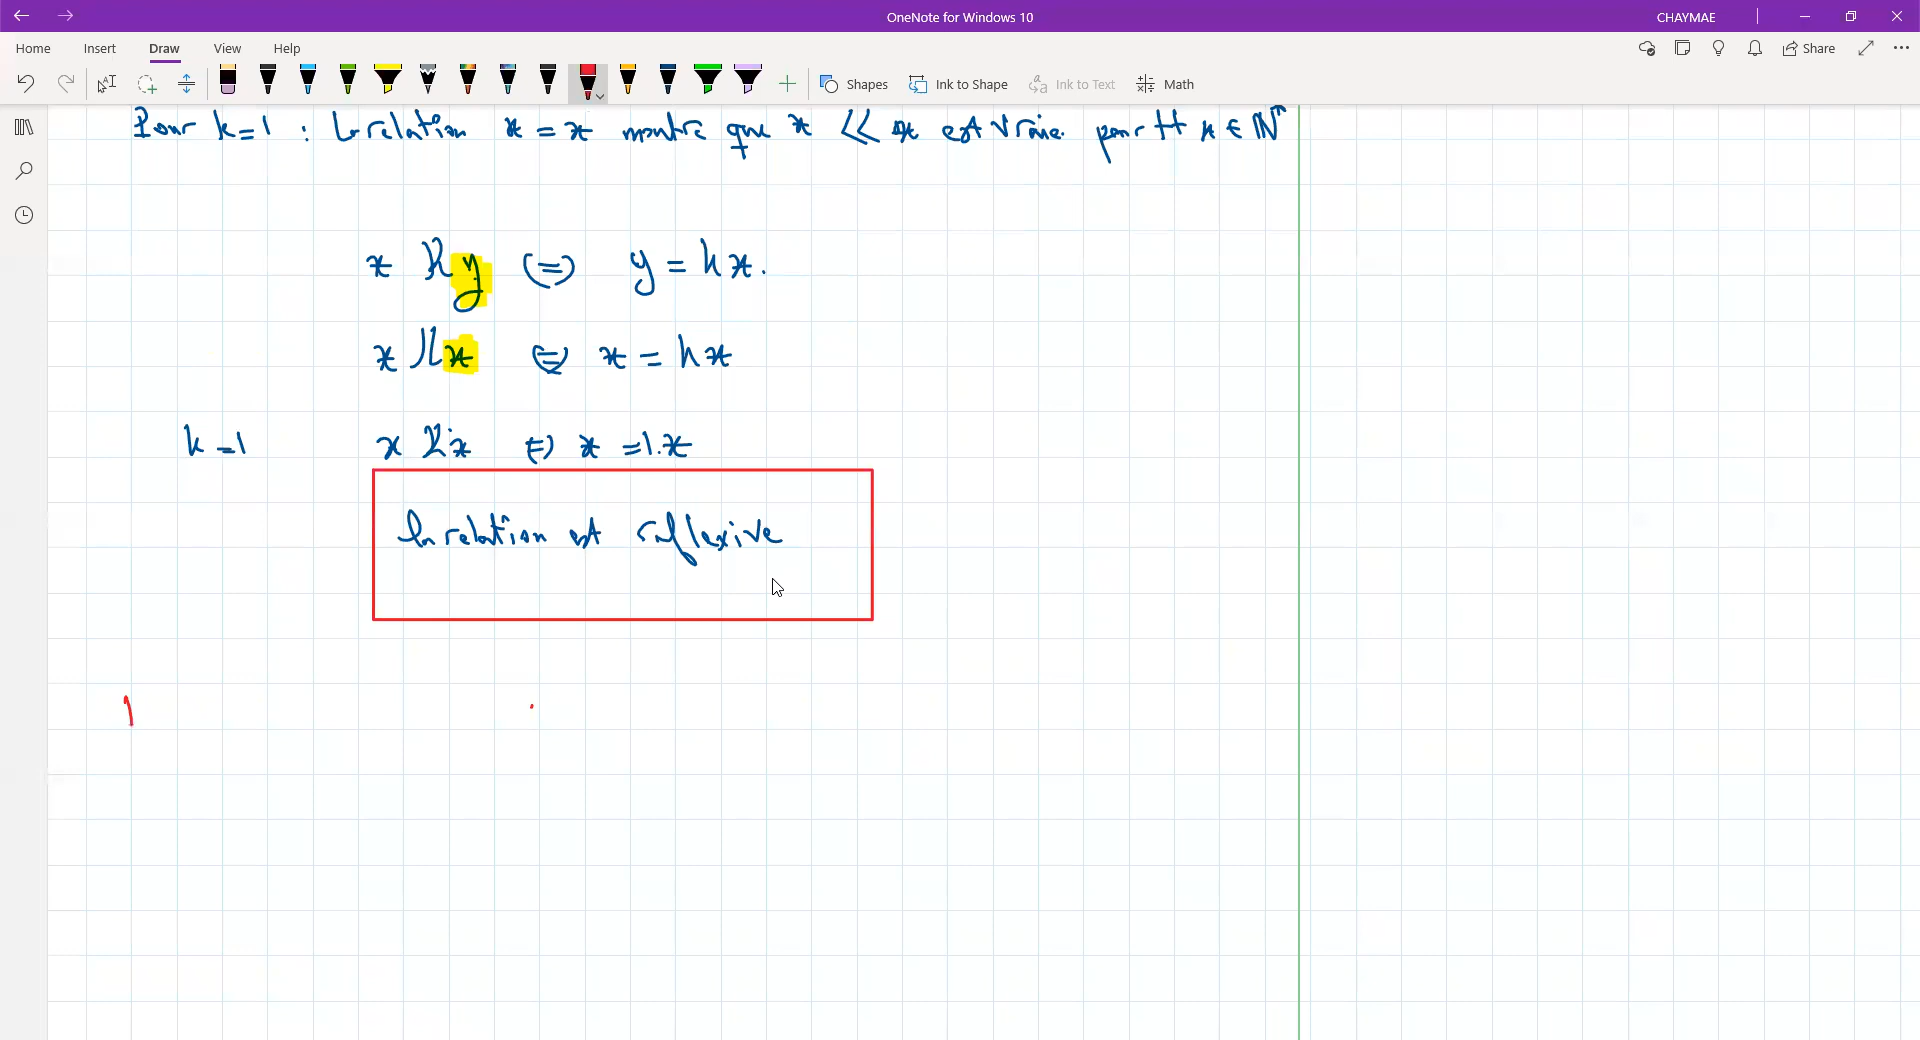 OneNote for Windows 10
CHAYMAE
Home Insert Draw View Help
Share
Shapes Ink to Shape Ink to Text Math
Pour k=1 : la relation x = x montre que x ≪ x est vraie pour tt x ∈ ℕ*
x R y ⇔ y = kx.
x R x ⇔ x = kx
k=1 x R x ⇔ x = 1.x
la relation est réflexive